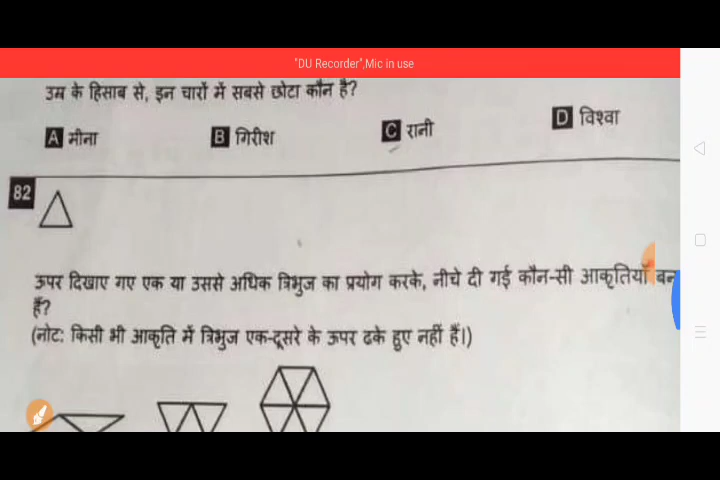 "DU Recorder",Mic in use
उम्र के हिसाब से, इन चारों में सबसे छोटा कौन है?
A मीना B गिरीश C रानी D विश्वा
82
ऊपर दिखाए गए एक या उससे अधिक त्रिभुज का प्रयोग करके, नीचे दी गई कौन-सी आकृतियाँ बन
हैं?
(नोट: किसी भी आकृति में त्रिभुज एक-दूसरे के ऊपर ढके हुए नहीं हैं।)